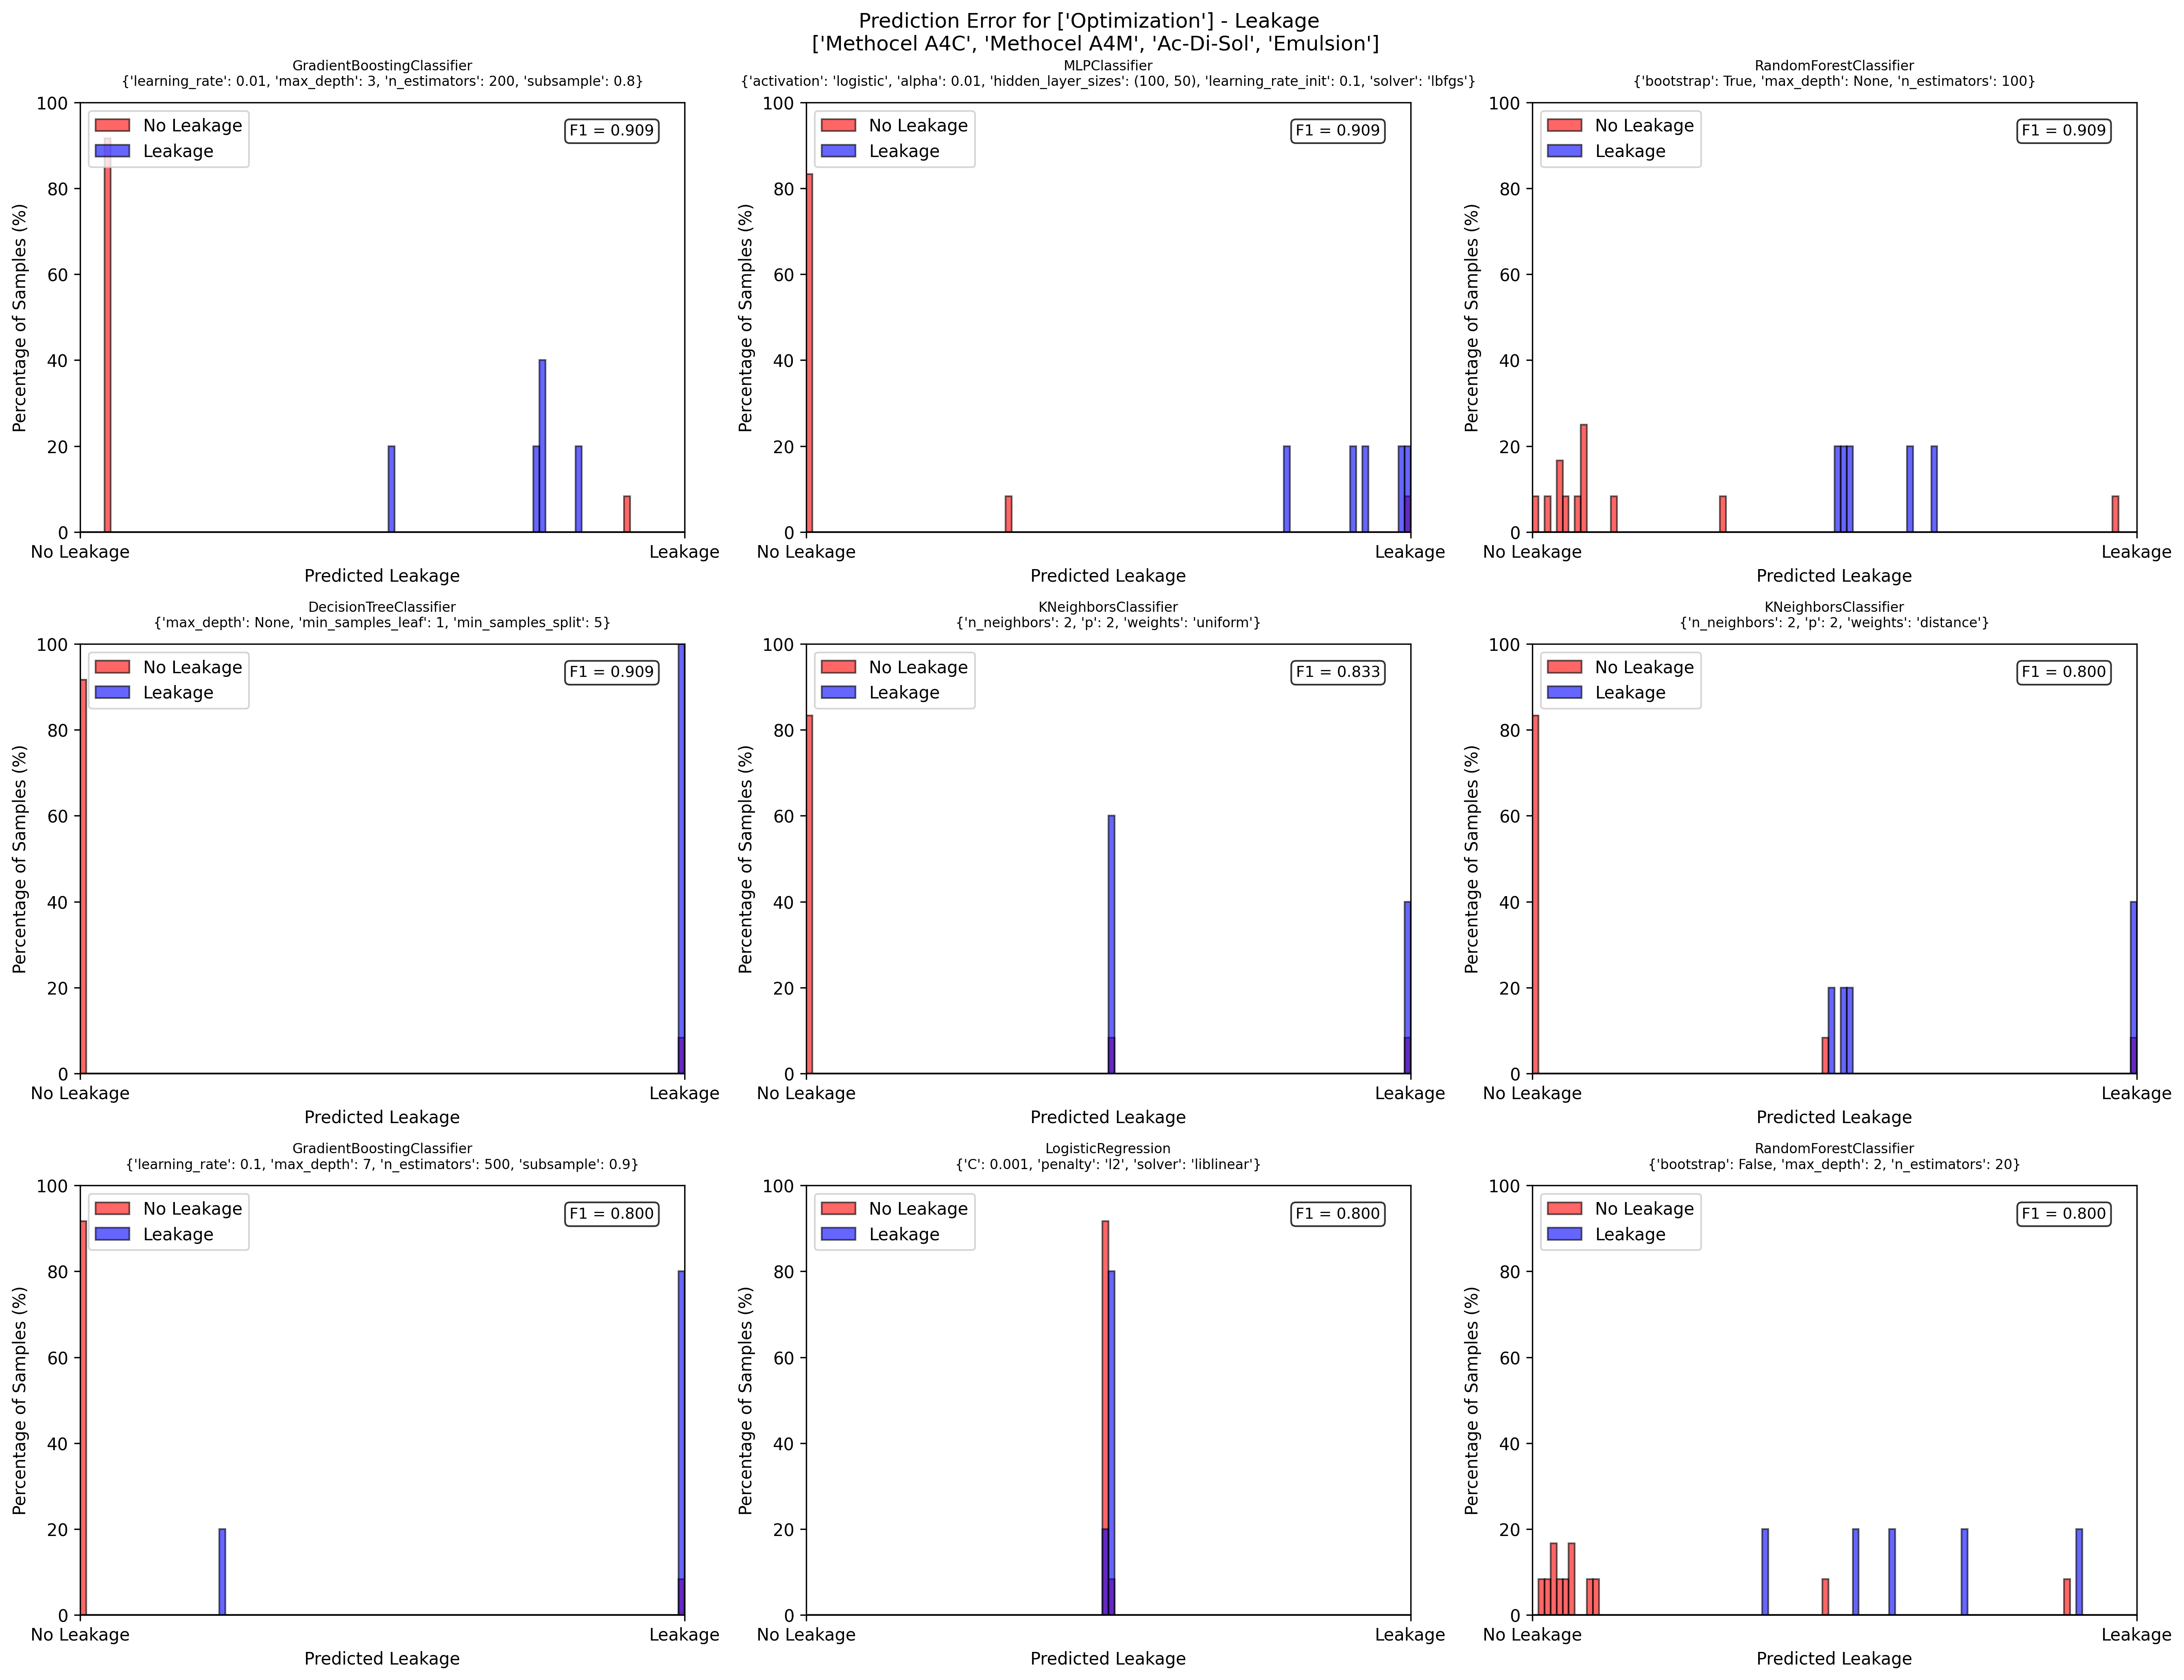 Prediction Error for ['Optimization'] - Leakage
['Methocel A4C', 'Methocel A4M', 'Ac-Di-Sol', 'Emulsion']
GradientBoostingClassifier
{'learning_rate': 0.01, 'max_depth': 3, 'n_estimators': 200, 'subsample': 0.8}
100
80
60
40
20
0
Percentage of Samples (%)
No Leakage
Leakage
F1 = 0.909
No Leakage
Leakage
Predicted Leakage
MLPClassifier
{'activation': 'logistic', 'alpha': 0.01, 'hidden_layer_sizes': (100, 50), 'learning_rate_init': 0.1, 'solver': 'lbfgs'}
100
80
60
40
20
0
Percentage of Samples (%)
No Leakage
Leakage
F1 = 0.909
No Leakage
Leakage
Predicted Leakage
RandomForestClassifier
{'bootstrap': True, 'max_depth': None, 'n_estimators': 100}
100
80
60
40
20
0
Percentage of Samples (%)
No Leakage
Leakage
F1 = 0.909
No Leakage
Leakage
Predicted Leakage
DecisionTreeClassifier
{'max_depth': None, 'min_samples_leaf': 1, 'min_samples_split': 5}
100
80
60
40
20
0
Percentage of Samples (%)
No Leakage
Leakage
F1 = 0.909
No Leakage
Leakage
Predicted Leakage
KNeighborsClassifier
{'n_neighbors': 2, 'p': 2, 'weights': 'uniform'}
100
80
60
40
20
0
Percentage of Samples (%)
No Leakage
Leakage
F1 = 0.833
No Leakage
Leakage
Predicted Leakage
KNeighborsClassifier
{'n_neighbors': 2, 'p': 2, 'weights': 'distance'}
100
80
60
40
20
0
Percentage of Samples (%)
No Leakage
Leakage
F1 = 0.800
No Leakage
Leakage
Predicted Leakage
GradientBoostingClassifier
{'learning_rate': 0.1, 'max_depth': 7, 'n_estimators': 500, 'subsample': 0.9}
100
80
60
40
20
0
Percentage of Samples (%)
No Leakage
Leakage
F1 = 0.800
No Leakage
Leakage
Predicted Leakage
LogisticRegression
{'C': 0.001, 'penalty': 'l2', 'solver': 'liblinear'}
100
80
60
40
20
0
Percentage of Samples (%)
No Leakage
Leakage
F1 = 0.800
No Leakage
Leakage
Predicted Leakage
RandomForestClassifier
{'bootstrap': False, 'max_depth': 2, 'n_estimators': 20}
100
80
60
40
20
0
Percentage of Samples (%)
No Leakage
Leakage
F1 = 0.800
No Leakage
Leakage
Predicted Leakage